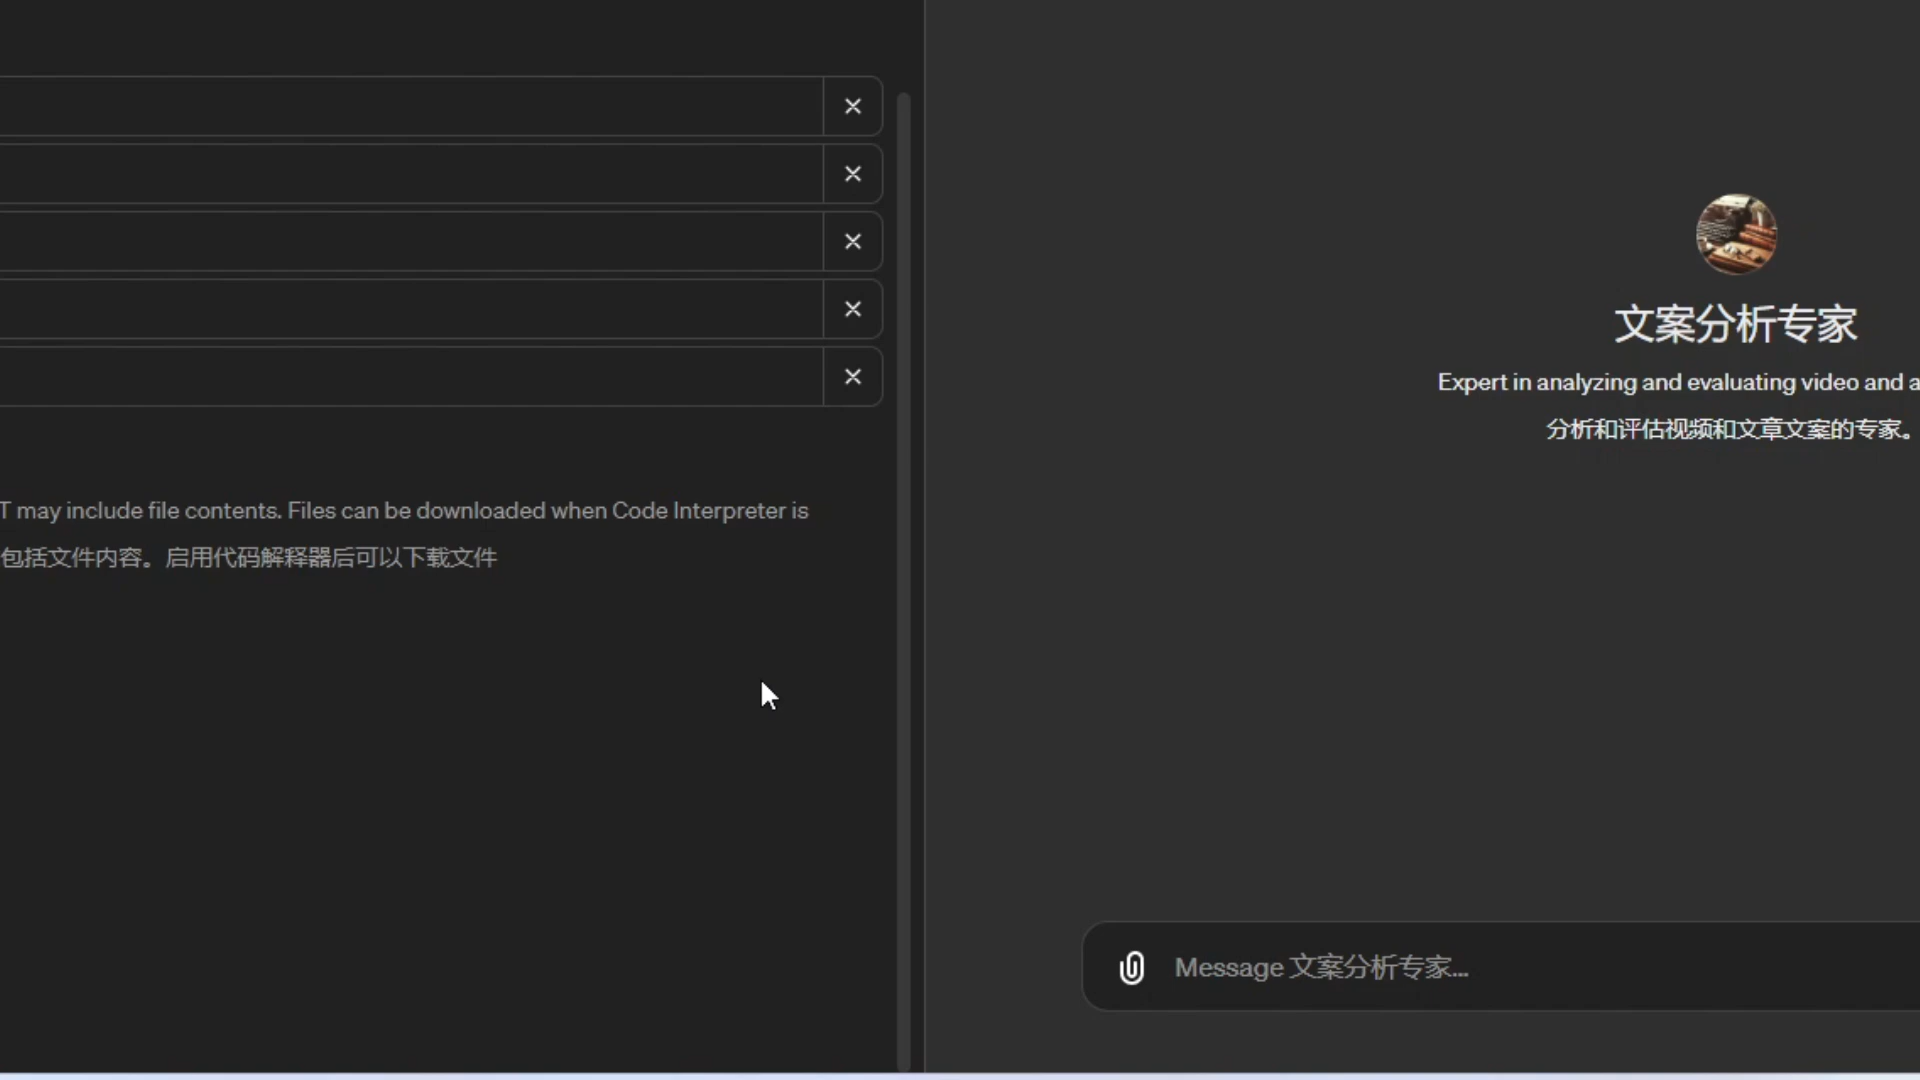 T may include file contents. Files can be downloaded when Code Interpreter is
包括文件内容。启用代码解释器后可以下载文件
文案分析专家
Expert in analyzing and evaluating video and a
分析和评估视频和文章文案的专家。
Message 文案分析专家...